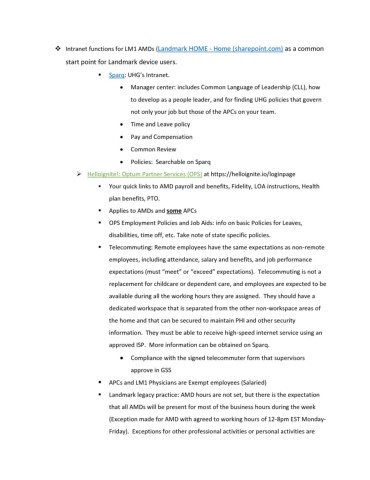 ❖ Intranet functions for LM1 AMDs (Landmark HOME - Home (sharepoint.com) as a common
start point for Landmark device users.
▪ Sparq: UHG's Intranet.
• Manager center: includes Common Language of Leadership (CLL), how
to develop as a people leader, and for finding UHG policies that govern
not only your job but those of the APCs on your team.
• Time and Leave policy
• Pay and Compensation
• Common Review
• Policies: Searchable on Sparq
➢ Helloignite!: Optum Partner Services (OPS) at https://helloignite.io/loginpage
▪ Your quick links to AMD payroll and benefits, Fidelity, LOA instructions, Health
plan benefits, PTO.
▪ Applies to AMDs and some APCs
▪ OPS Employment Policies and Job Aids: info on basic Policies for Leaves,
disabilities, time off, etc. Take note of state specific policies.
▪ Telecommuting: Remote employees have the same expectations as non-remote
employees, including attendance, salary and benefits, and job performance
expectations (must "meet" or "exceed" expectations). Telecommuting is not a
replacement for childcare or dependent care, and employees are expected to be
available during all the working hours they are assigned. They should have a
dedicated workspace that is separated from the other non-workspace areas of
the home and that can be secured to maintain PHI and other security
information. They must be able to receive high-speed internet service using an
approved ISP. More information can be obtained on Sparq.
• Compliance with the signed telecommuter form that supervisors
approve in GSS
▪ APCs and LM1 Physicians are Exempt employees (Salaried)
▪ Landmark legacy practice: AMD hours are not set, but there is the expectation
that all AMDs will be present for most of the business hours during the week
(Exception made for AMD with agreed to working hours of 12-8pm EST Monday-
Friday). Exceptions for other professional activities or personal activities are